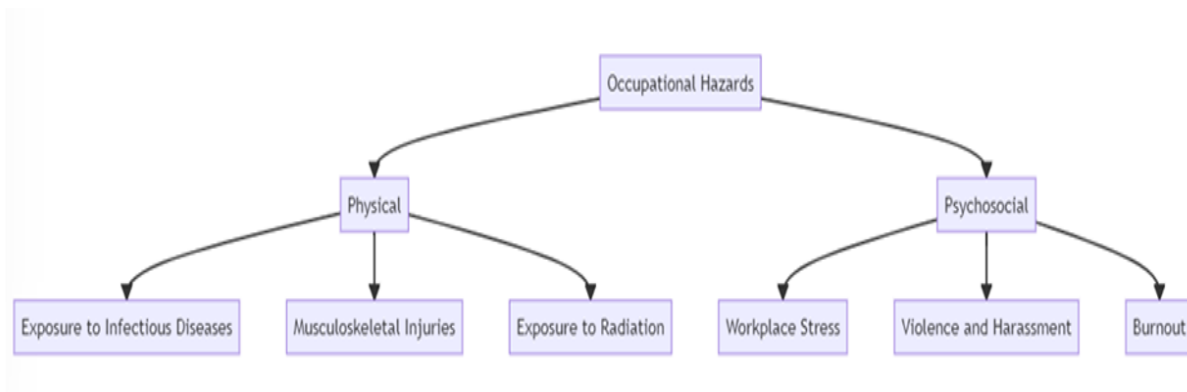 Occupational Hazards
Physical
Psychosocial
Exposure to Infectious Diseases
Musculoskeletal Injuries
Exposure to Radiation
Workplace Stress
Violence and Harassment
Burnout